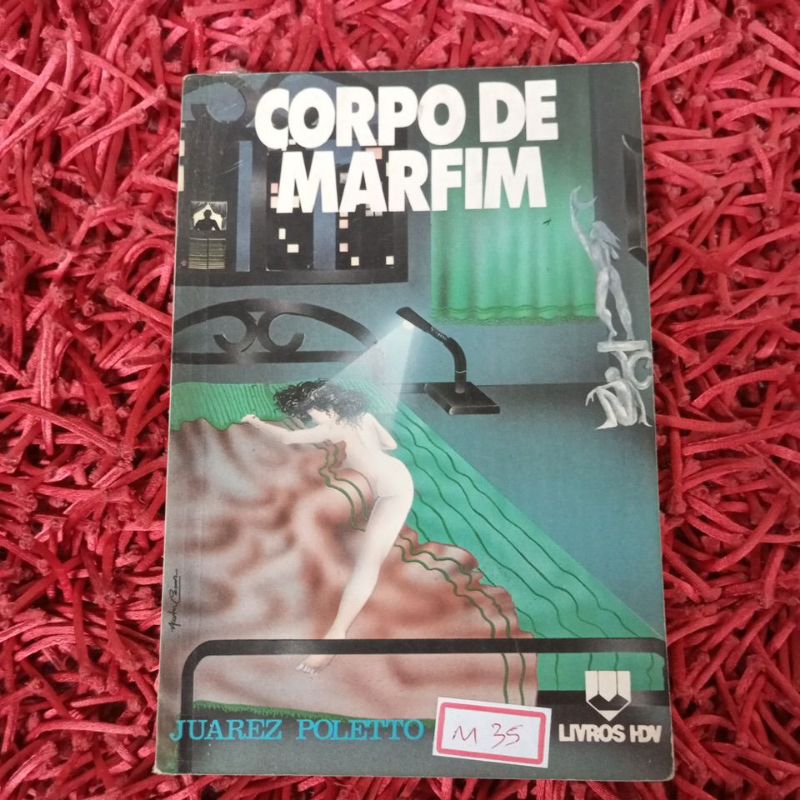 CORPO DE
MARFIM
JUAREZ POLETTO
M 35
LIVROS HDV